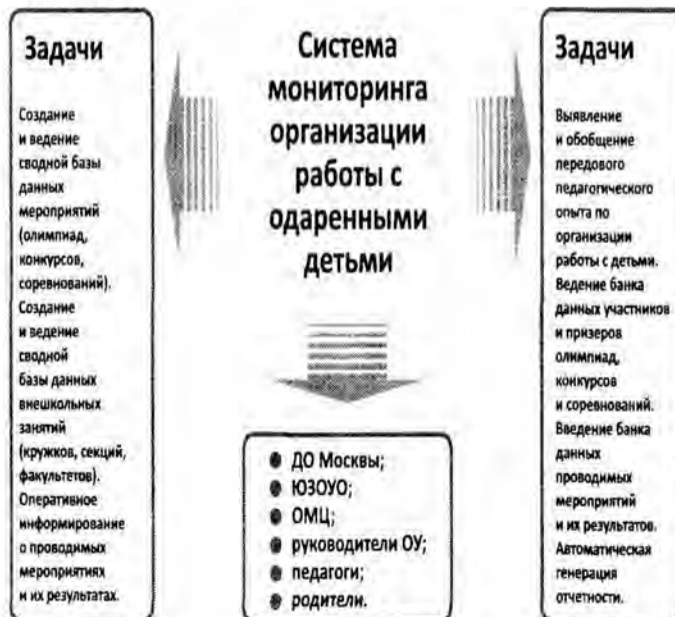 Задачи
Создание
и ведение
сводной базы
данных
мероприятий
(олимпиад,
конкурсов,
соревнований).
Создание
и ведение
сводной
базы данных
внешкольных
занятий
(кружков, секций,
факультетов).
Оперативное
информирование
о проводимых
мероприятиях
и их результатах.
Система
мониторинга
организации
работы с
одаренными
детьми
ДО Москвы;
ЮЗОУО;
ОМЦ;
руководители ОУ;
педагоги;
родители.
Задачи
Выявление
и обобщение
передового
педагогического
опыта по
организации
работы с детьми.
Ведение банка
данных участников
и призеров
олимпиад,
конкурсов
и соревнований.
Введение банка
данных
проводимых
мероприятий
и их результатов.
Автоматическая
генерация
отчетности.